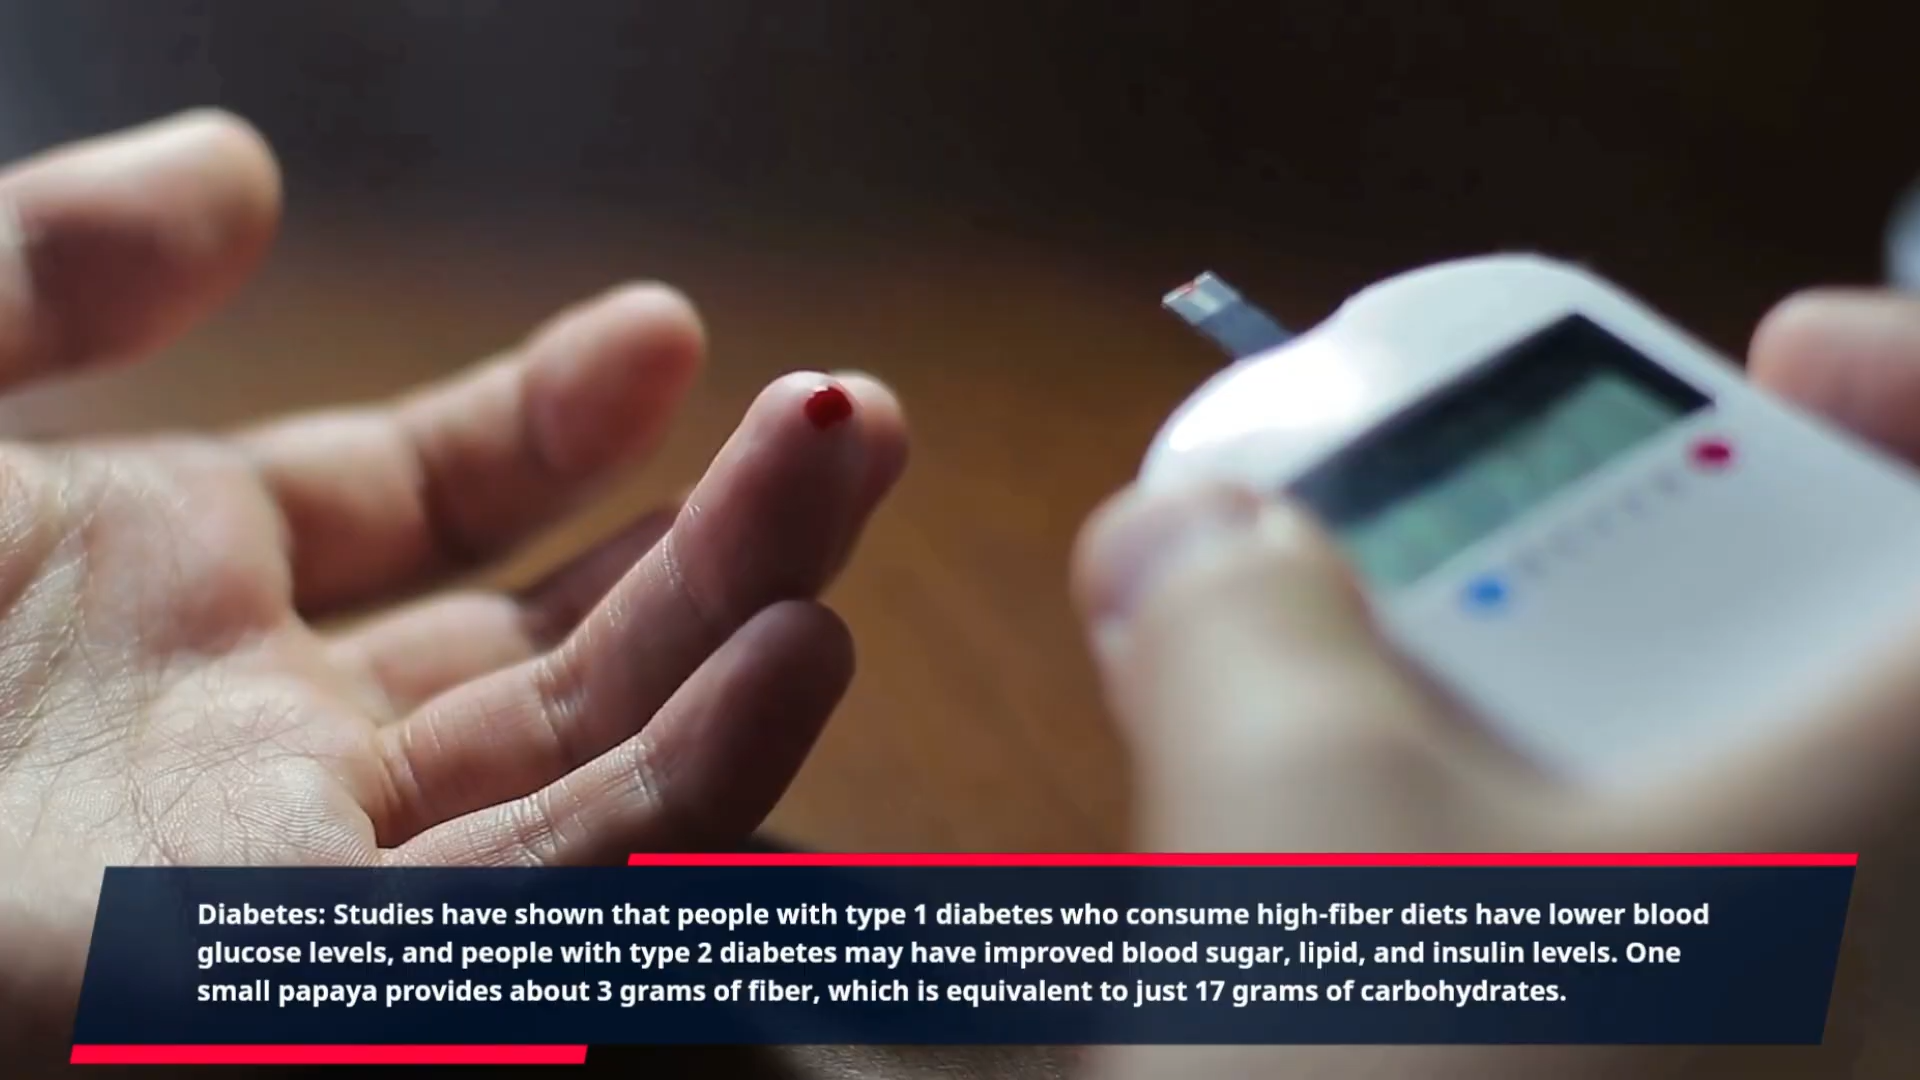 Diabetes: Studies have shown that people with type 1 diabetes who consume high-fiber diets have lower blood
glucose levels, and people with type 2 diabetes may have improved blood sugar, lipid, and insulin levels. One
small papaya provides about 3 grams of fiber, which is equivalent to just 17 grams of carbohydrates.